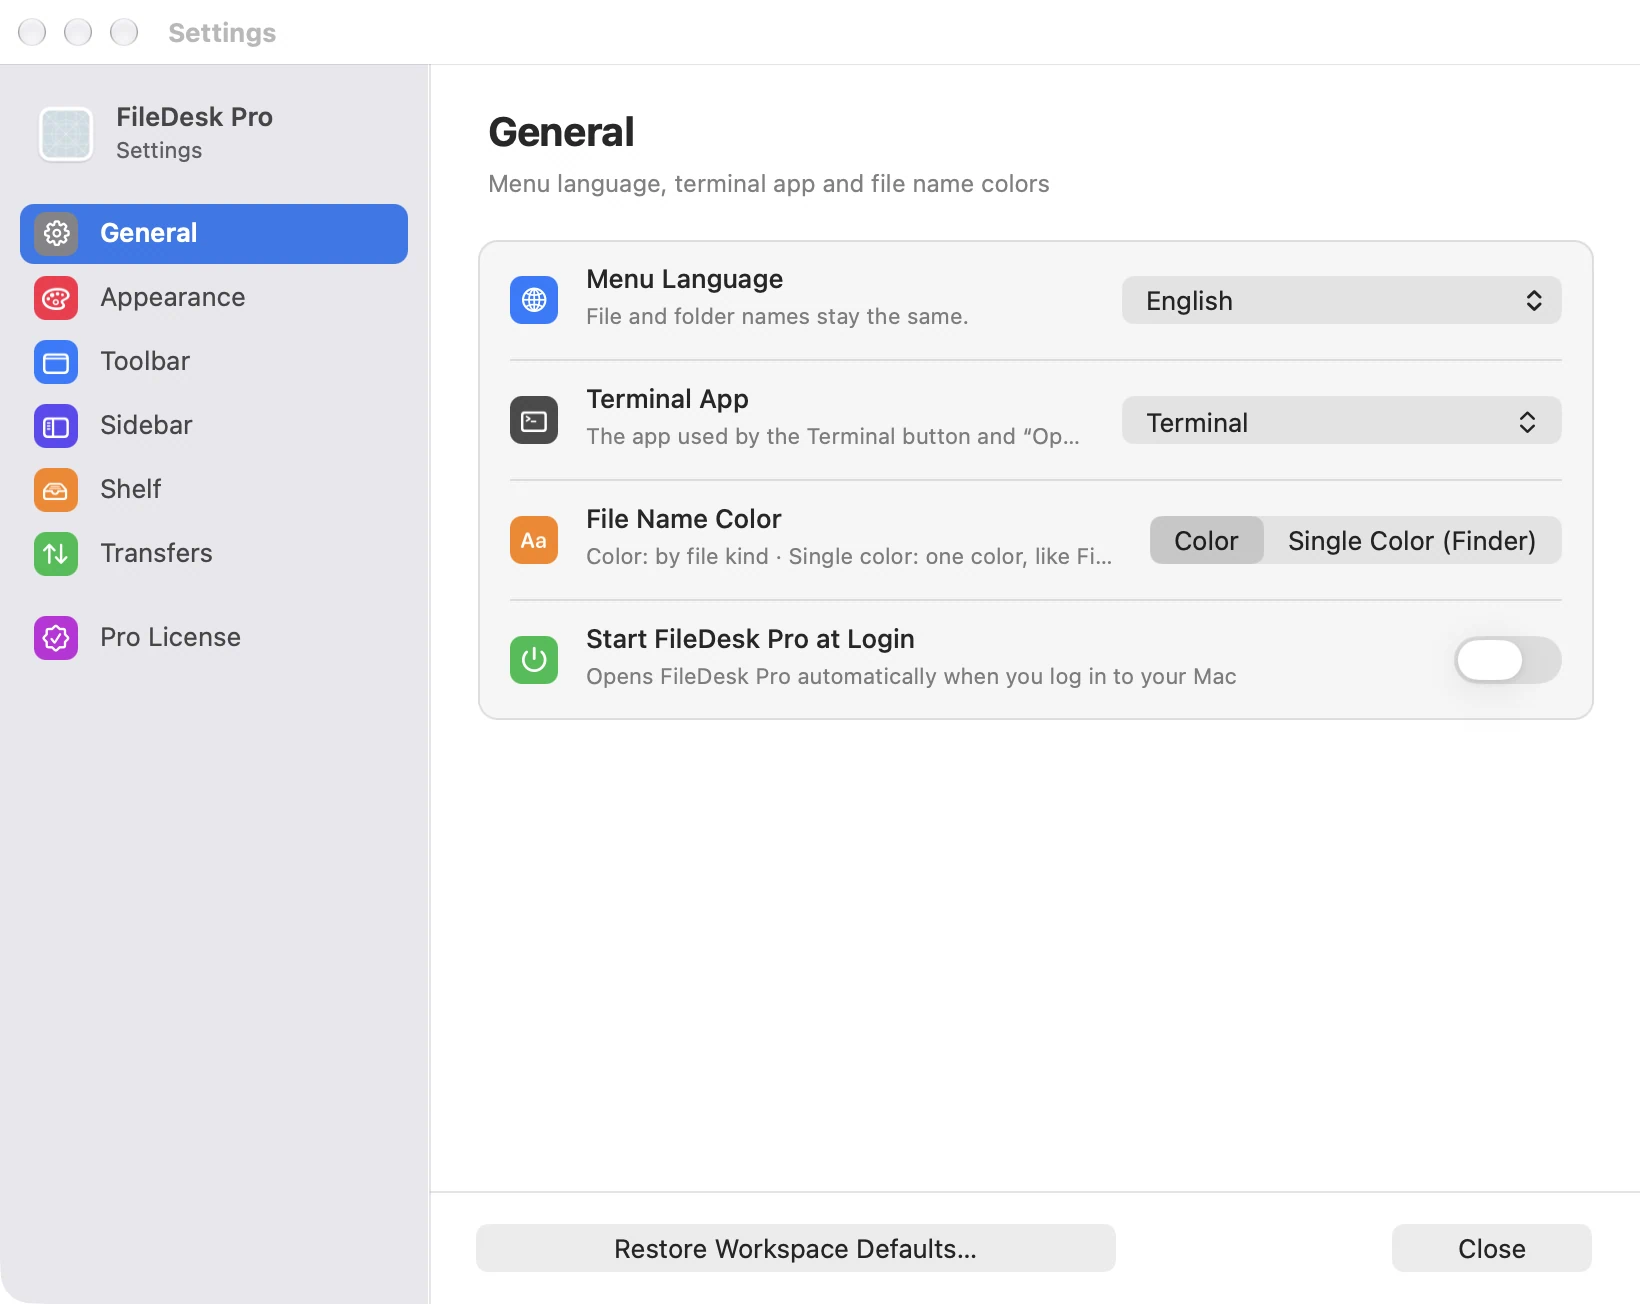 Settings
FileDesk Pro
Settings
General
Appearance
Toolbar
Sidebar
Shelf
Transfers
Pro License
General
Menu language, terminal app and file name colors
Menu Language
File and folder names stay the same.
English
Terminal App
The app used by the Terminal button and “Op...
Terminal
Aa
File Name Color
Color: by file kind · Single color: one color, like Fi...
Color
Single Color (Finder)
Start FileDesk Pro at Login
Opens FileDesk Pro automatically when you log in to your Mac
Restore Workspace Defaults...
Close